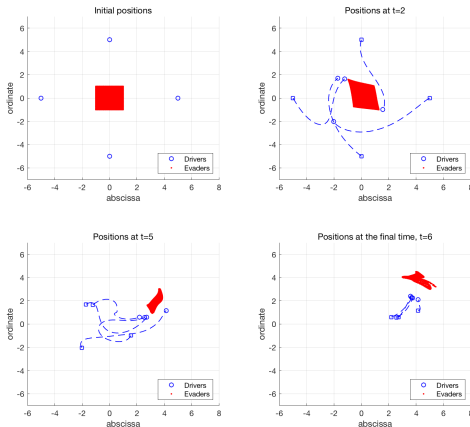 Initial positions
6
4
2
0
-2
-4
-6
ordinate
-6 -4 -2 0 2 4 6 8
abscissa
Drivers
Evaders
Positions at t=2
6
4
2
0
-2
-4
-6
ordinate
-6 -4 -2 0 2 4 6 8
abscissa
Drivers
Evaders
Positions at t=5
6
4
2
0
-2
-4
-6
ordinate
-6 -4 -2 0 2 4 6 8
abscissa
Drivers
Evaders
Positions at the final time, t=6
6
4
2
0
-2
-4
-6
ordinate
-6 -4 -2 0 2 4 6 8
abscissa
Drivers
Evaders